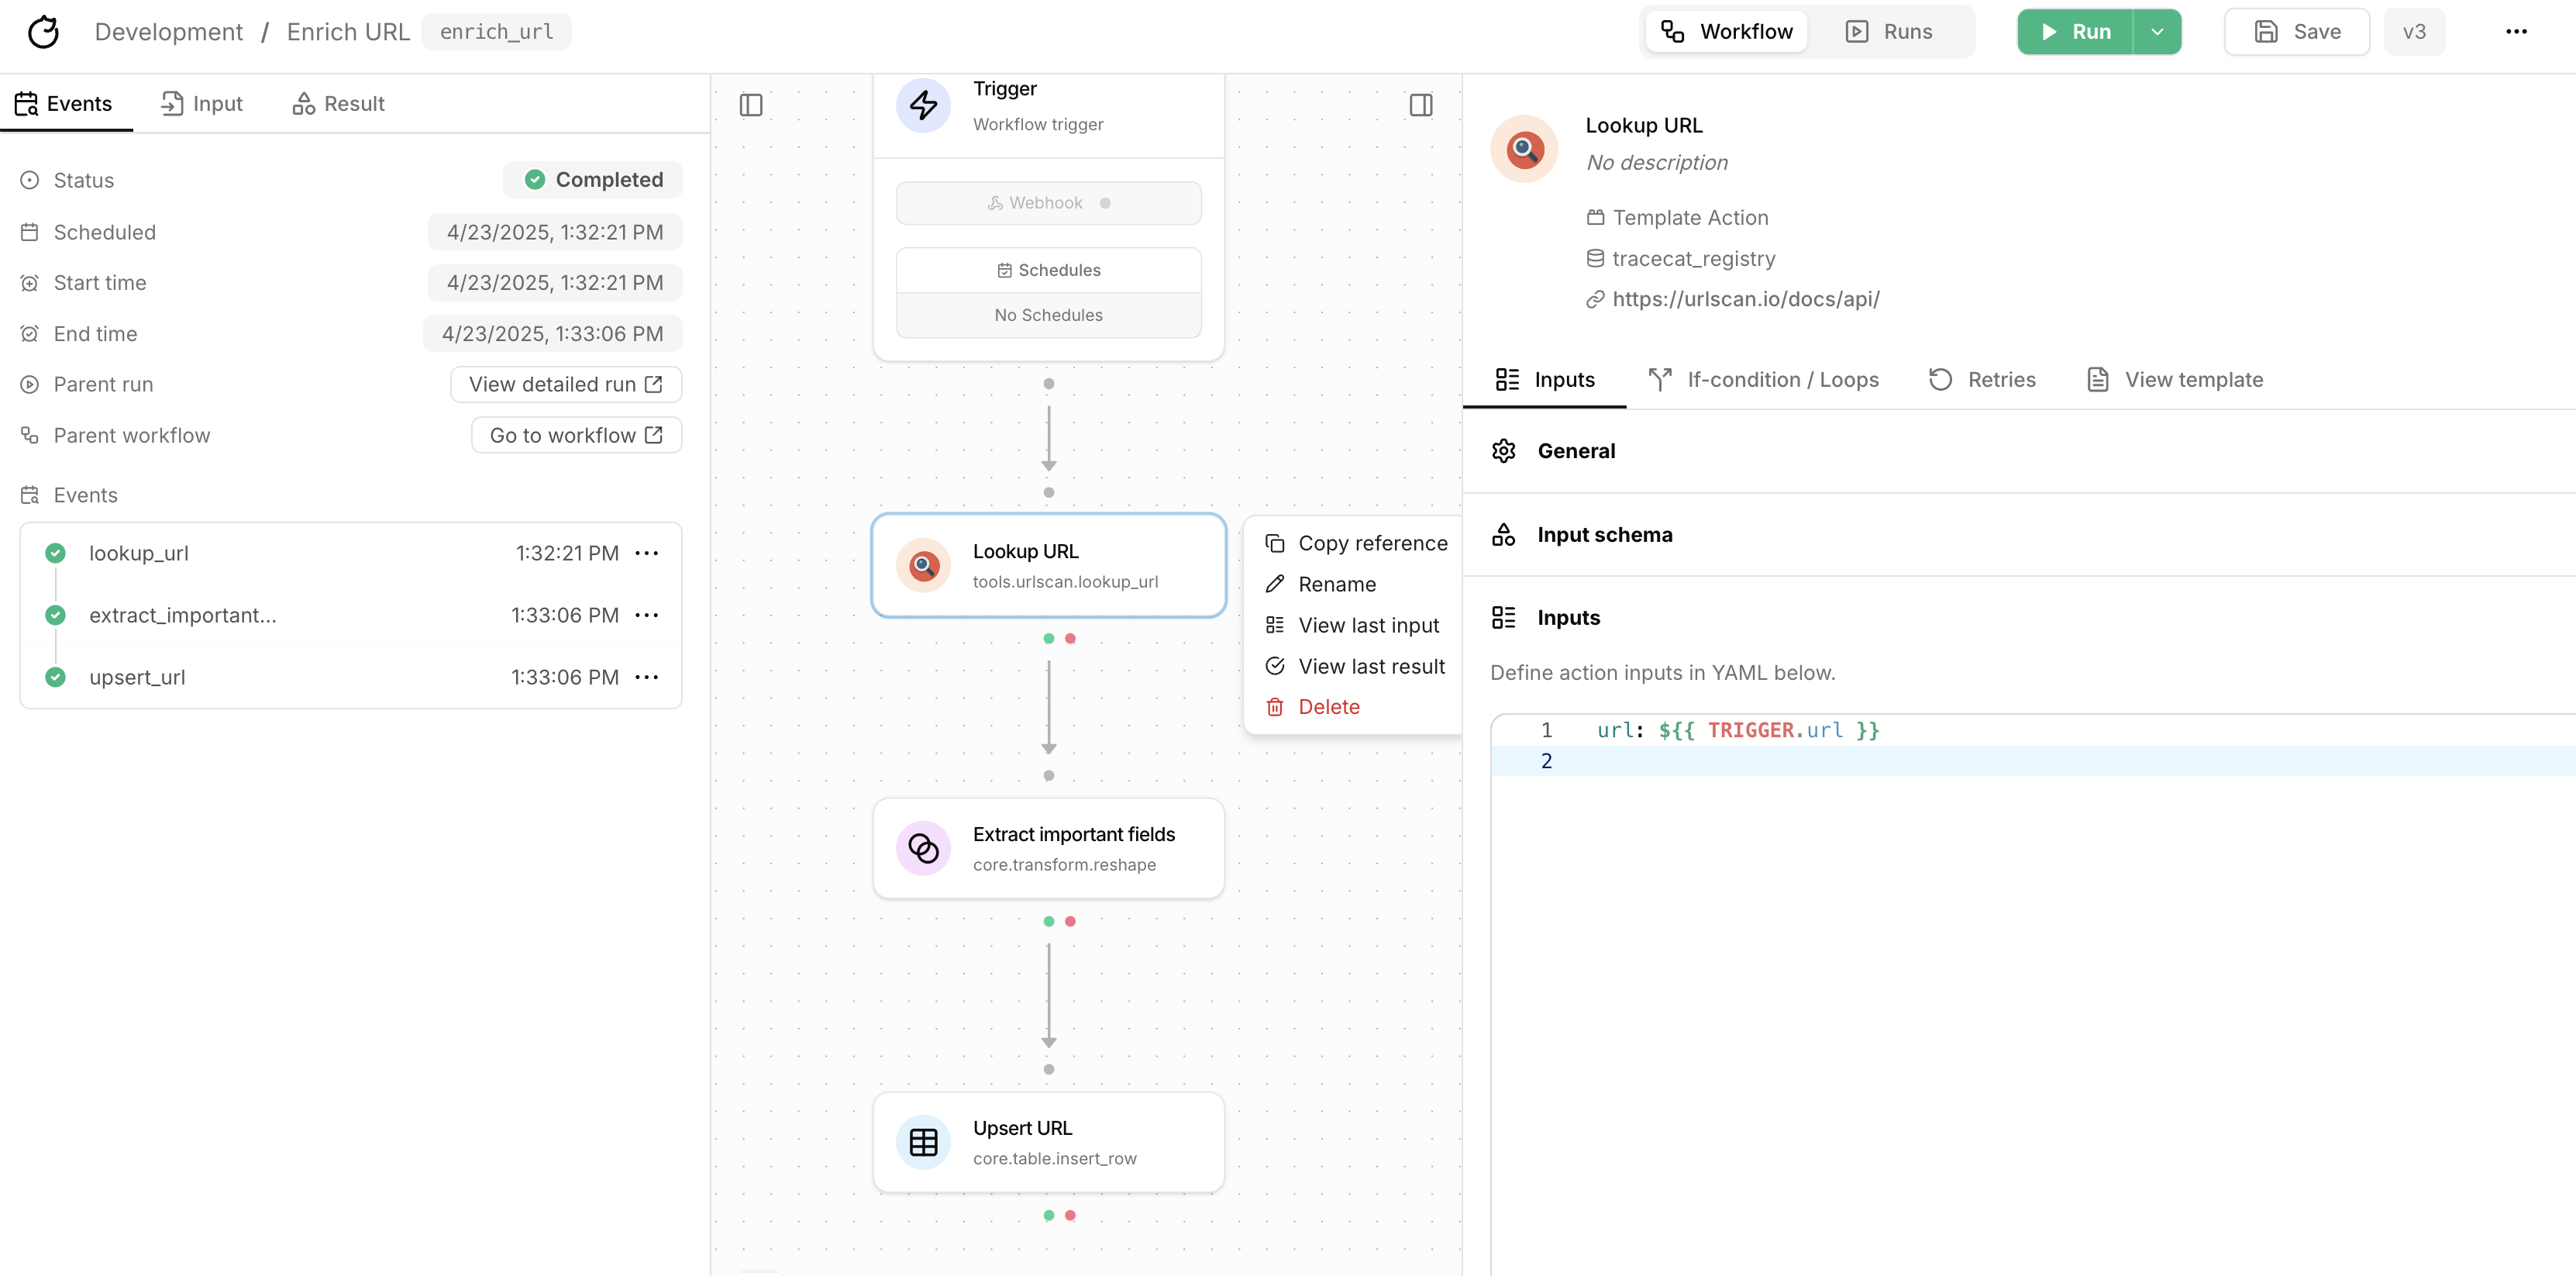 Development / Enrich URL enrich_url
Workflow
Runs
Run
Save
v3
Events
Input
Result
Status
Completed
Scheduled
4/23/2025, 1:32:21 PM
Start time
4/23/2025, 1:32:21 PM
End time
4/23/2025, 1:33:06 PM
Parent run
View detailed run
Parent workflow
Go to workflow
Events
lookup_url
1:32:21 PM
extract_important...
1:33:06 PM
upsert_url
1:33:06 PM
Trigger
Workflow trigger
Webhook
Schedules
No Schedules
Lookup URL
tools.urlscan.lookup_url
Extract important fields
core.transform.reshape
Upsert URL
core.table.insert_row
Copy reference
Rename
View last input
View last result
Delete
Lookup URL
No description
Template Action
tracecat_registry
https://urlscan.io/docs/api/
Inputs
If-condition / Loops
Retries
View template
General
Input schema
Inputs
Define action inputs in YAML below.
1 url: ${{ TRIGGER.url }}
2